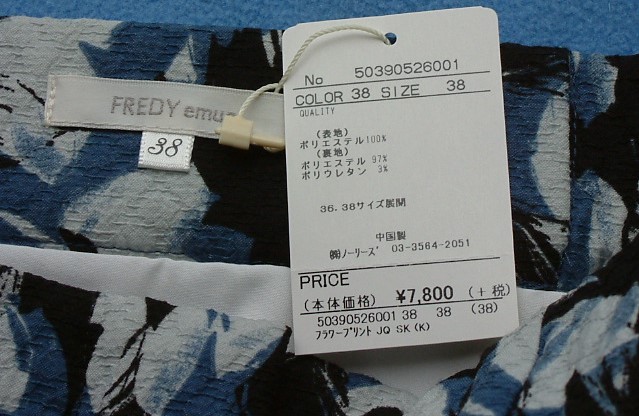 FREDY emu
38
No 50390526001
COLOR 38 SIZE 38
QUALITY
(表地)
ポリエステル100%
(裏地)
ポリエステル 97%
ポリウレタン 3%
36.38サイズ展開
中国製
㈱ノーリーズ 03-3564-2051
PRICE
(本体価格) ¥7,800 (+税)
50390526001 38 38 (38)
フラワープリント JQ SK(K)